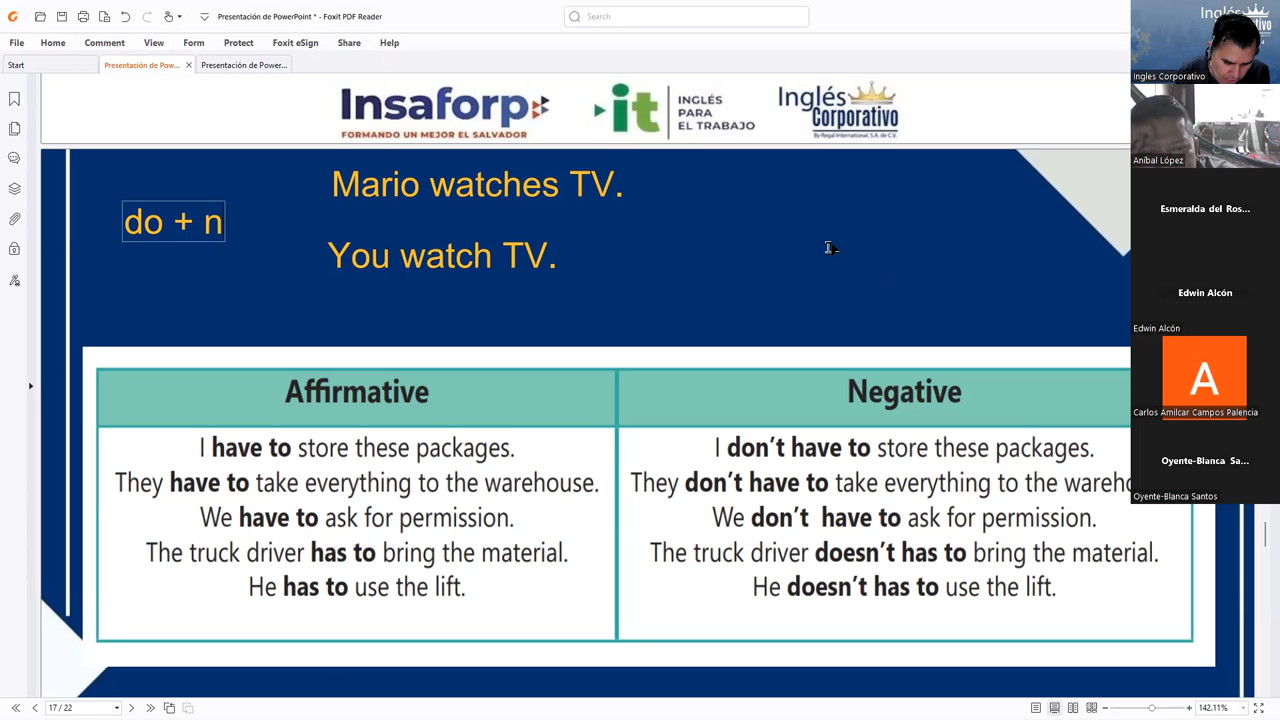 Presentación de PowerPoint * - Foxit PDF Reader
Search
File Home Comment View Form Protect Foxit eSign Share Help
Start
Presentación de Pow...
Presentación de Power...
Insaforp
FORMANDO UN MEJOR EL SALVADOR
it
INGLÉS
PARA
EL TRABAJO
Inglés
Corporativo
By Regal International, S.A. de C.V.
Mario watches TV.
do + n
You watch TV.
Affirmative
I have to store these packages.
They have to take everything to the warehouse.
We have to ask for permission.
The truck driver has to bring the material.
He has to use the lift.
Negative
I don't have to store these packages.
They don't have to take everything to the wareho
We don't have to ask for permission.
The truck driver doesn't has to bring the material.
He doesn't has to use the lift.
Ingles Corporativo
Aníbal López
Esmeralda del Ros...
Edwin Alcón
Edwin Alcón
A
Carlos Amilcar Campos Palencia
Oyente-Blanca Sa...
Oyente-Blanca Santos
17 / 22
142.11%